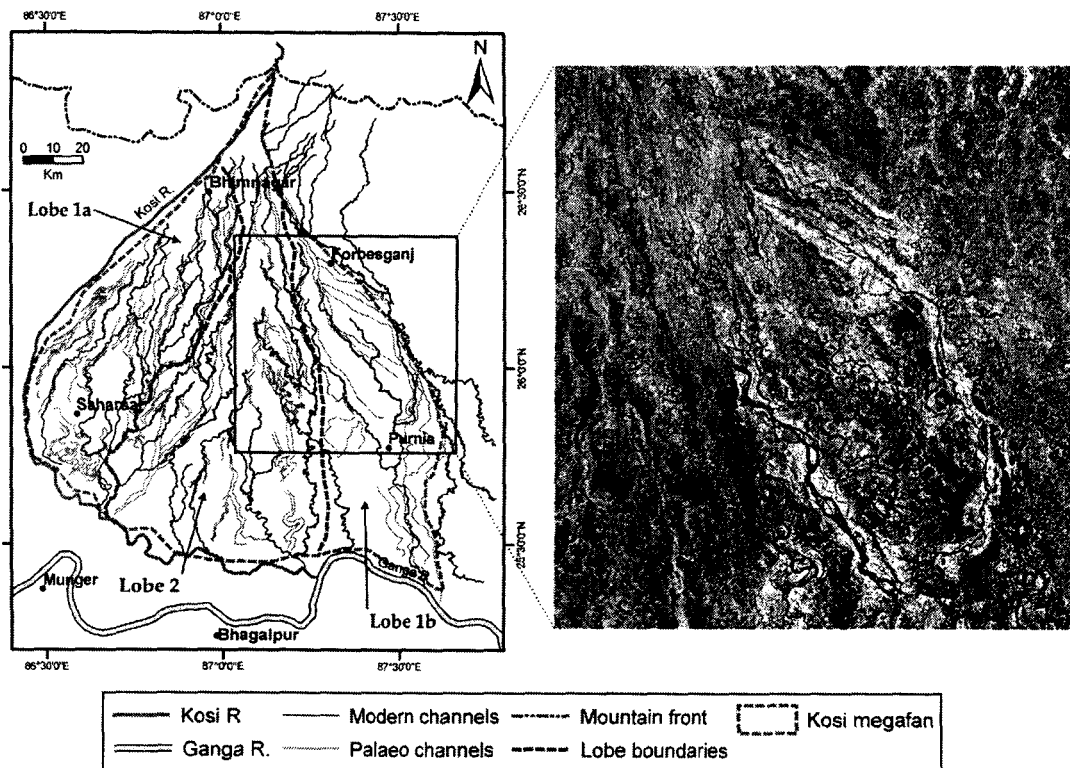 86°30'0"E 87°0'0"E 87°30'0"E
N
0 10 20
Km
Kosi R.
Bhimnagar
26°30'0"N
Lobe 1a
Forbesganj
26°0'0"N
Saharsa
Purnia
25°30'0"N
Munger
Lobe 2
Ganga R.
Lobe 1b
Bhagalpur
86°30'0"E 87°0'0"E 87°30'0"E
Kosi R Modern channels Mountain front Kosi megafan
Ganga R. Palaeo channels Lobe boundaries